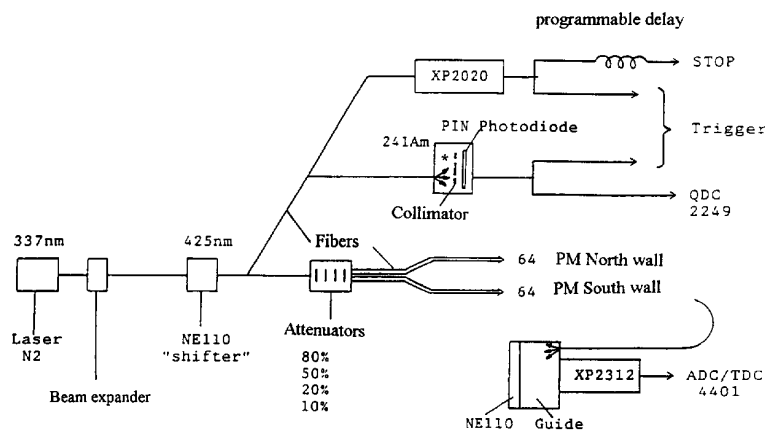 programmable delay
XP2020
STOP
PIN Photodiode
241Am
Trigger
Collimator
QDC
2249
337nm
425nm
Fibers
64 PM North wall
64 PM South wall
Laser
N2
NE110
"shifter"
Attenuators
Beam expander
80%
50%
20%
10%
XP2312
ADC/TDC
4401
NE110
Guide